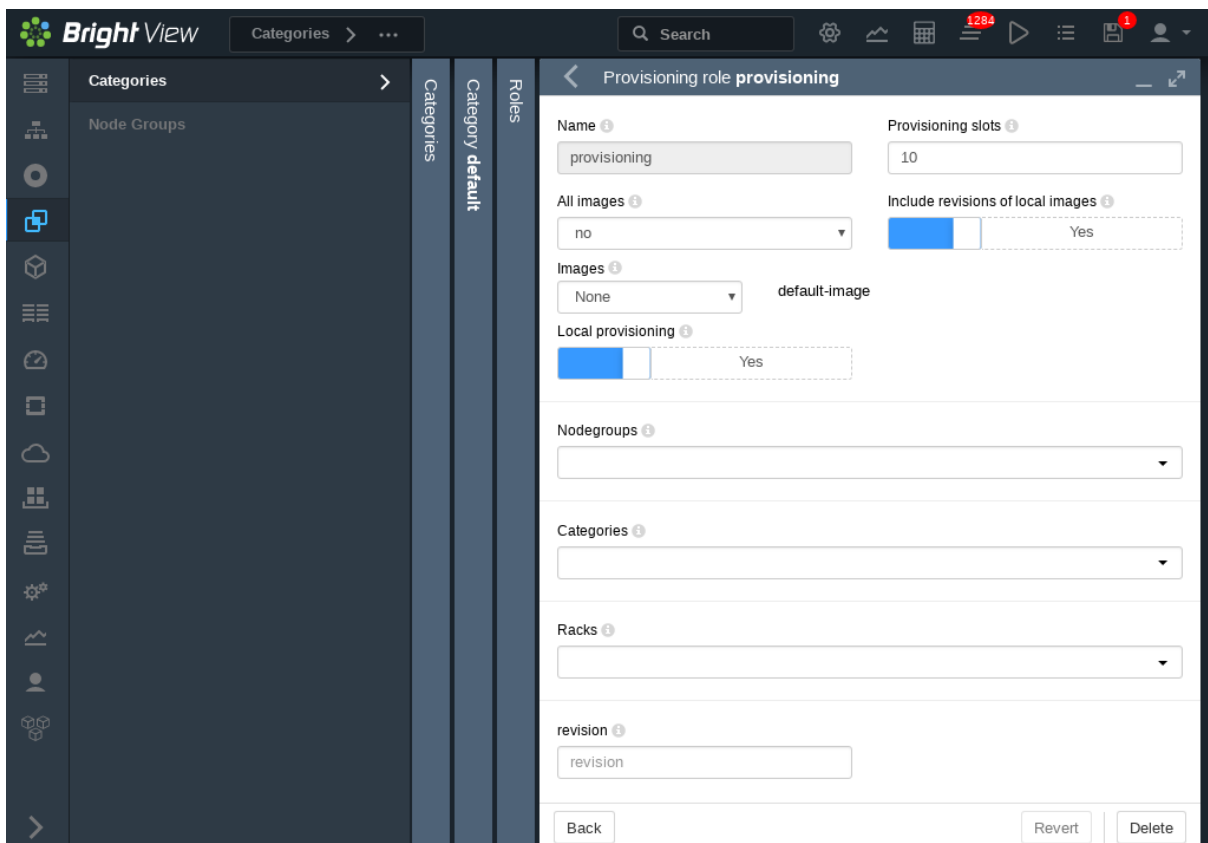 Bright View
Categories
...
Search
1284
1
Categories
Node Groups
Categories
Category default
Roles
Provisioning role provisioning
Name
Provisioning slots
provisioning
10
All images
Include revisions of local images
no
Yes
Images
None
default-image
Local provisioning
Yes
Nodegroups
Categories
Racks
revision
revision
Back
Revert
Delete